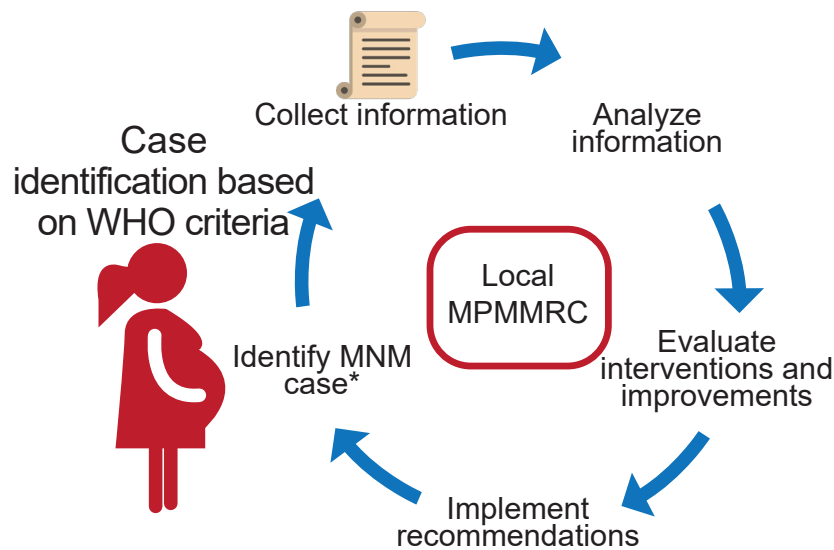 Collect information
Analyze
information
Case
identification based
on WHO criteria
Local
MPMMRC
Identify MNM
case*
Evaluate
interventions and
improvements
Implement
recommendations